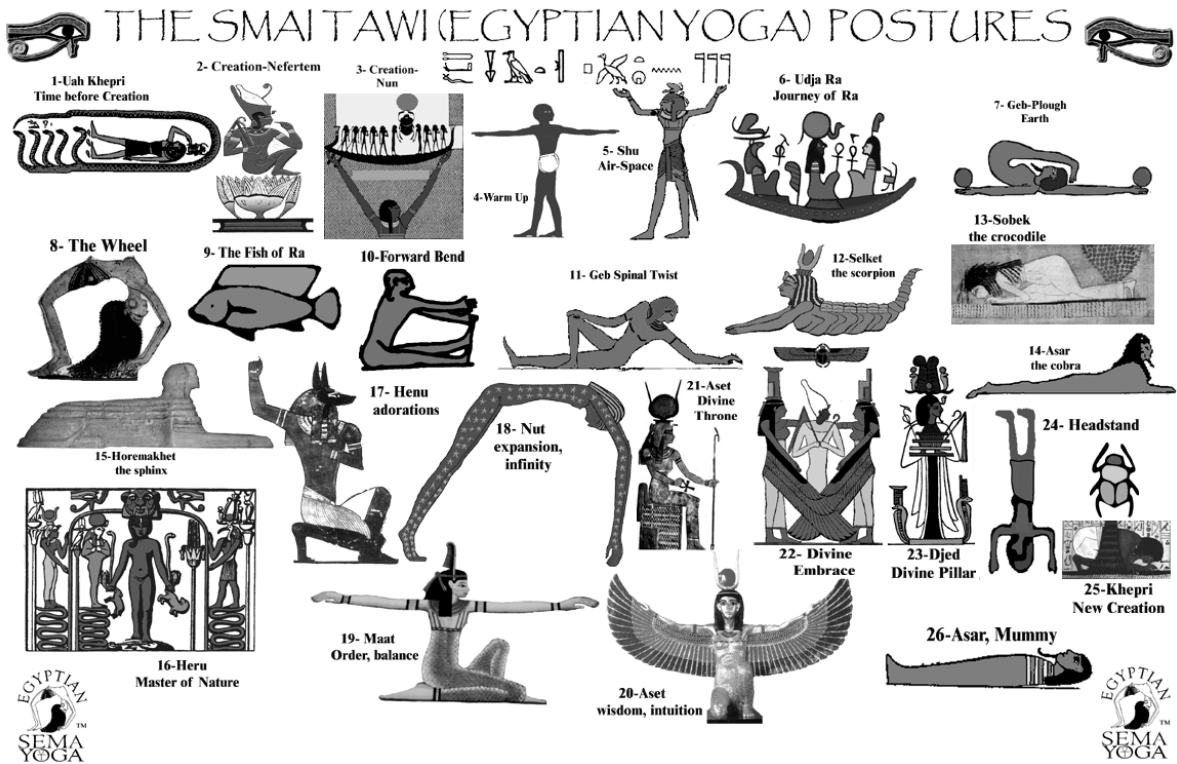 THE SMAI TAWI (EGYPTIAN YOGA) POSTURES
1-Uah Khepri
Time before Creation
2- Creation-Nefertem
3- Creation-
Nun
4-Warm Up
5- Shu
Air-Space
6- Udja Ra
Journey of Ra
7- Geb-Plough
Earth
8- The Wheel
9- The Fish of Ra
10-Forward Bend
11- Geb Spinal Twist
12-Selket
the scorpion
13-Sobek
the crocodile
14-Asar
the cobra
15-Horemakhet
the sphinx
16-Heru
Master of Nature
17- Henu
adorations
18- Nut
expansion,
infinity
19- Maat
Order, balance
20-Aset
wisdom, intuition
21-Aset
Divine
Throne
22- Divine
Embrace
23-Djed
Divine Pillar
24- Headstand
25-Khepri
New Creation
26-Asar, Mummy
EGYPTIAN
TM
SEMA
YOGA
EGYPTIAN
TM
SEMA
YOGA